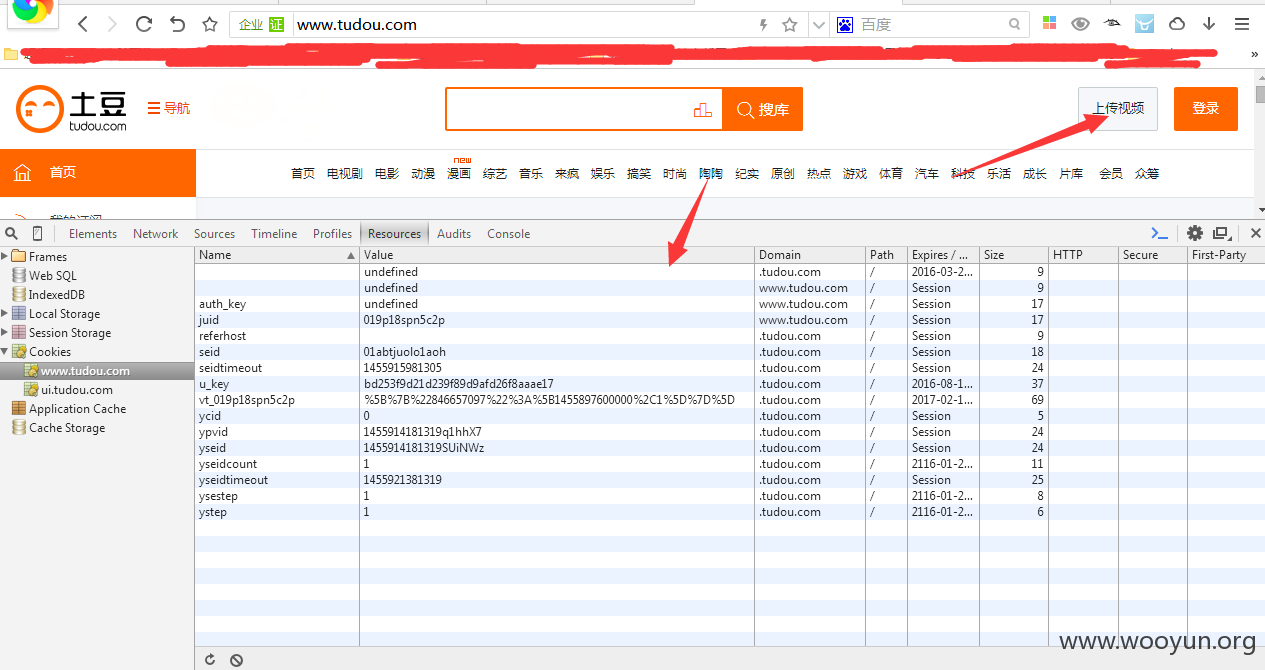 企业 证 www.tudou.com 百度
»
土豆 tudou.com 导航 搜库 上传视频 登录
首页 首页 电视剧 电影 动漫 new 漫画 综艺 音乐 来疯 娱乐 搞笑 时尚 陶陶 纪实 原创 热点 游戏 体育 汽车 科技 乐活 成长 片库 会员 众筹
我的订阅
Elements Network Sources Timeline Profiles Resources Audits Console
Frames
Web SQL
IndexedDB
Local Storage
Session Storage
Cookies
www.tudou.com
ui.tudou.com
Application Cache
Cache Storage
Name Value Domain Path Expires / ... Size HTTP Secure First-Party
undefined .tudou.com / 2016-03-2... 9
undefined www.tudou.com / Session 9
auth_key undefined .tudou.com / Session 17
juid 019p18spn5c2p www.tudou.com / Session 17
referhost .tudou.com / Session 9
seid 01abtjuolo1aoh .tudou.com / Session 18
seidtimeout 1455915981305 .tudou.com / Session 24
u_key bd253f9d21d239f89d9afd26f8aaae17 .tudou.com / 2016-08-1... 37
vt_019p18spn5c2p %5B%7B%22846657097%22%3A%5B1455897600000%2C1%5D%7D%5D .tudou.com / 2017-02-1... 69
ycid 0 .tudou.com / Session 5
ypvid 1455914181319q1hhX7 .tudou.com / Session 24
yseid 1455914181319SUiNWz .tudou.com / Session 24
yseidcount 1 .tudou.com / 2116-01-2... 11
yseidtimeout 1455921381319 .tudou.com / Session 25
ysestep 1 .tudou.com / 2116-01-2... 8
ystep 1 .tudou.com / 2116-01-2... 6
www.wooyun.org